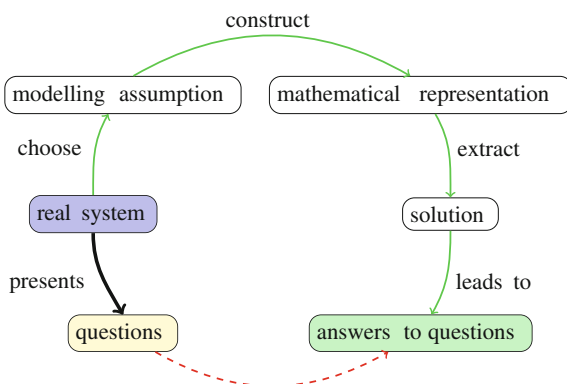 construct
modelling assumption
mathematical representation
choose
extract
real system
solution
presents
leads to
questions
answers to questions